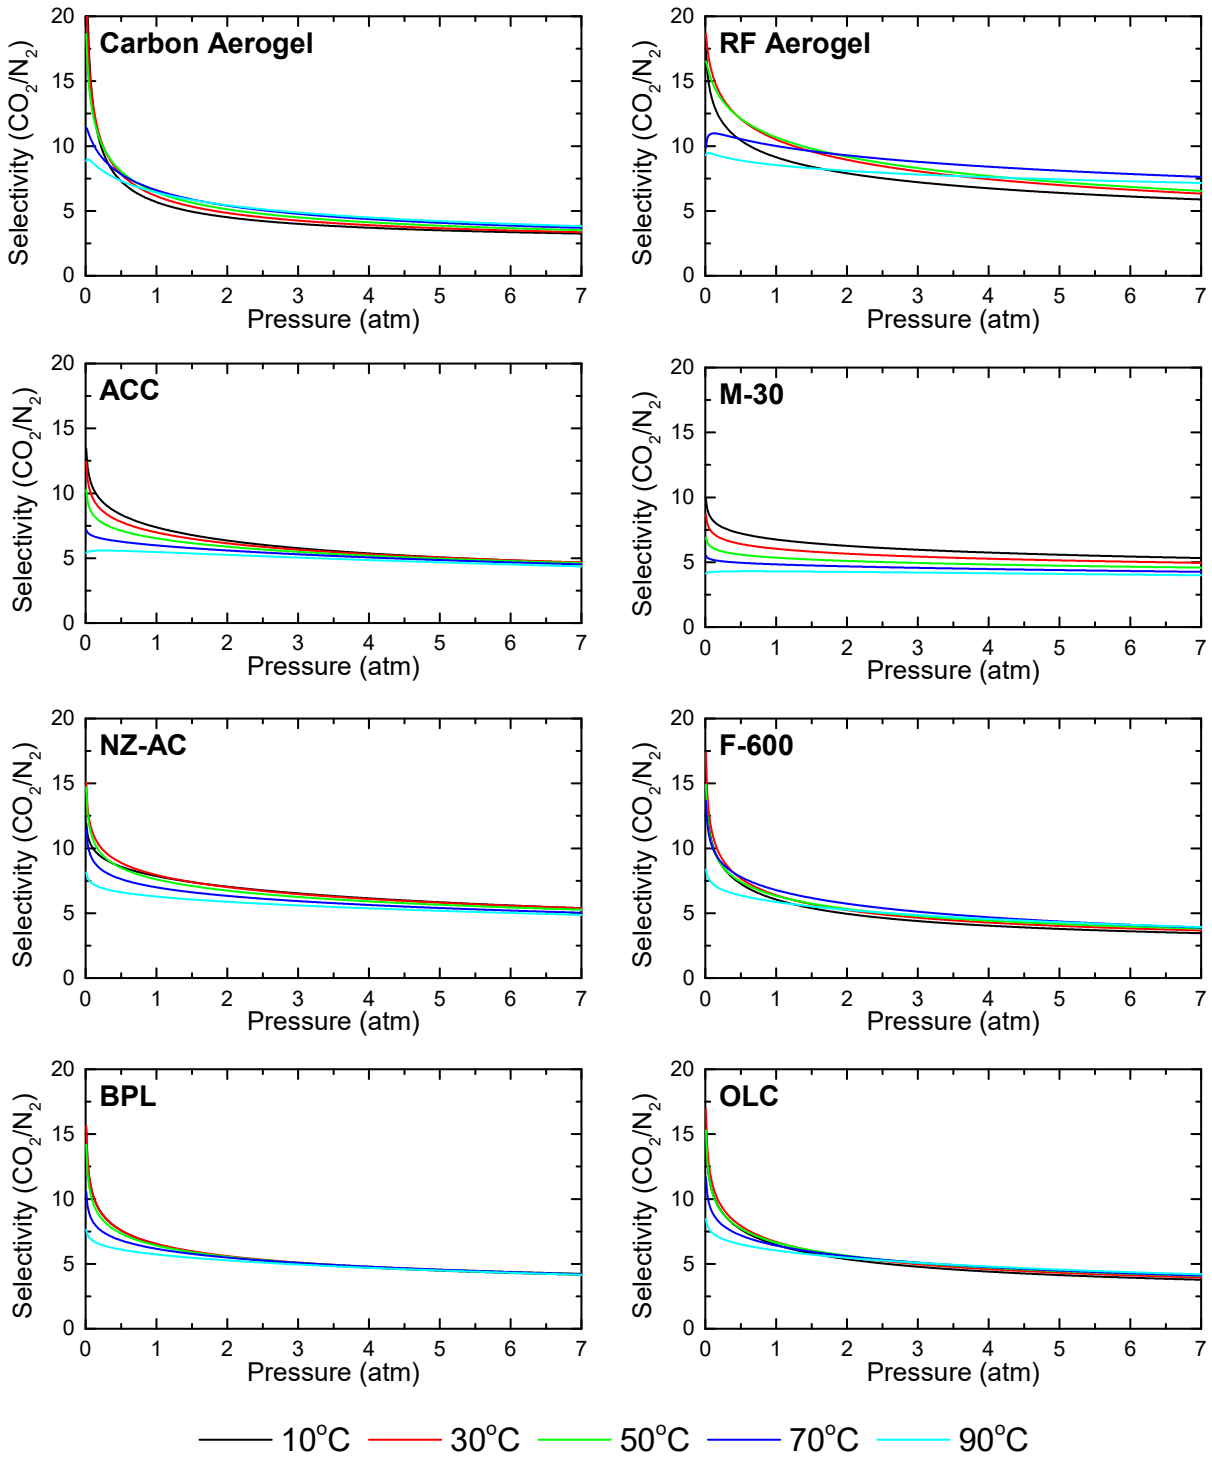 Carbon Aerogel
Selectivity (CO2/N2)
20
15
10
5
0
0 1 2 3 4 5 6 7
Pressure (atm)
RF Aerogel
Selectivity (CO2/N2)
20
15
10
5
0
0 1 2 3 4 5 6 7
Pressure (atm)
ACC
Selectivity (CO2/N2)
20
15
10
5
0
0 1 2 3 4 5 6 7
Pressure (atm)
M-30
Selectivity (CO2/N2)
20
15
10
5
0
0 1 2 3 4 5 6 7
Pressure (atm)
NZ-AC
Selectivity (CO2/N2)
20
15
10
5
0
0 1 2 3 4 5 6 7
Pressure (atm)
F-600
Selectivity (CO2/N2)
20
15
10
5
0
0 1 2 3 4 5 6 7
Pressure (atm)
BPL
Selectivity (CO2/N2)
20
15
10
5
0
0 1 2 3 4 5 6 7
Pressure (atm)
OLC
Selectivity (CO2/N2)
20
15
10
5
0
0 1 2 3 4 5 6 7
Pressure (atm)
10°C 30°C 50°C 70°C 90°C